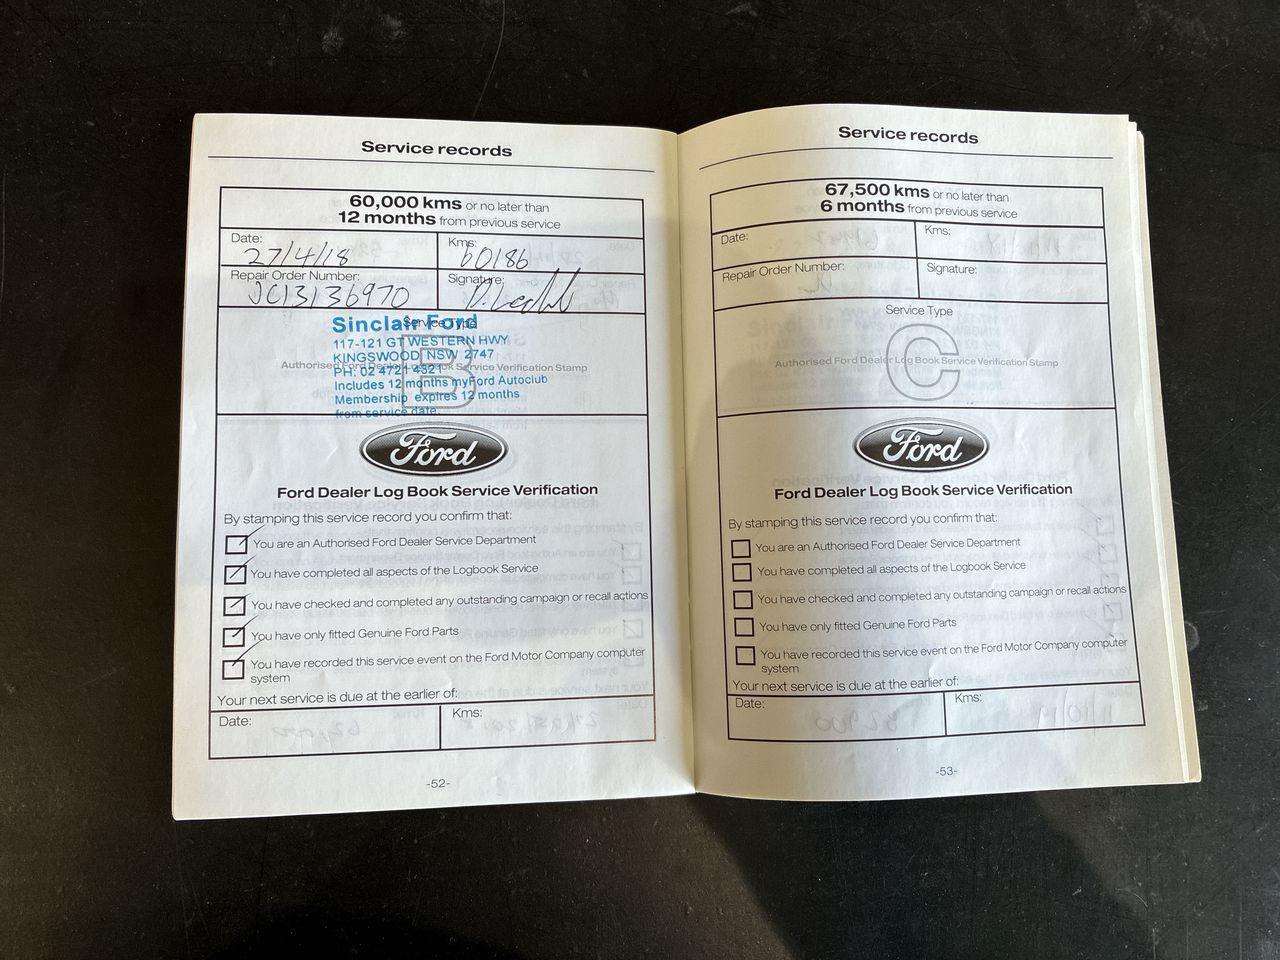 Service records
60,000 kms or no later than
12 months from previous service
Date: 27/4/18
Kms: 60186
Repair Order Number: JC13136970
Signature:
Service Type
B
Sinclair Ford
117-121 GT WESTERN HWY
KINGSWOOD NSW 2747
PH: 02 4721 4321
Authorised Ford Dealer Log Book Service Verification Stamp
Includes 12 months myFord Autoclub
Membership expires 12 months
from service date.
Ford
Ford Dealer Log Book Service Verification
By stamping this service record you confirm that:
You are an Authorised Ford Dealer Service Department
You have completed all aspects of the Logbook Service
You have checked and completed any outstanding campaign or recall actions
You have only fitted Genuine Ford Parts
You have recorded this service event on the Ford Motor Company computer
system
Your next service is due at the earlier of:
Date:
Kms:
-52-
Service records
67,500 kms or no later than
6 months from previous service
Date:
Kms:
Repair Order Number:
Signature:
Service Type
C
Authorised Ford Dealer Log Book Service Verification Stamp
Ford
Ford Dealer Log Book Service Verification
By stamping this service record you confirm that:
You are an Authorised Ford Dealer Service Department
You have completed all aspects of the Logbook Service
You have checked and completed any outstanding campaign or recall actions
You have only fitted Genuine Ford Parts
You have recorded this service event on the Ford Motor Company computer
system
Your next service is due at the earlier of:
Date:
Kms:
-53-